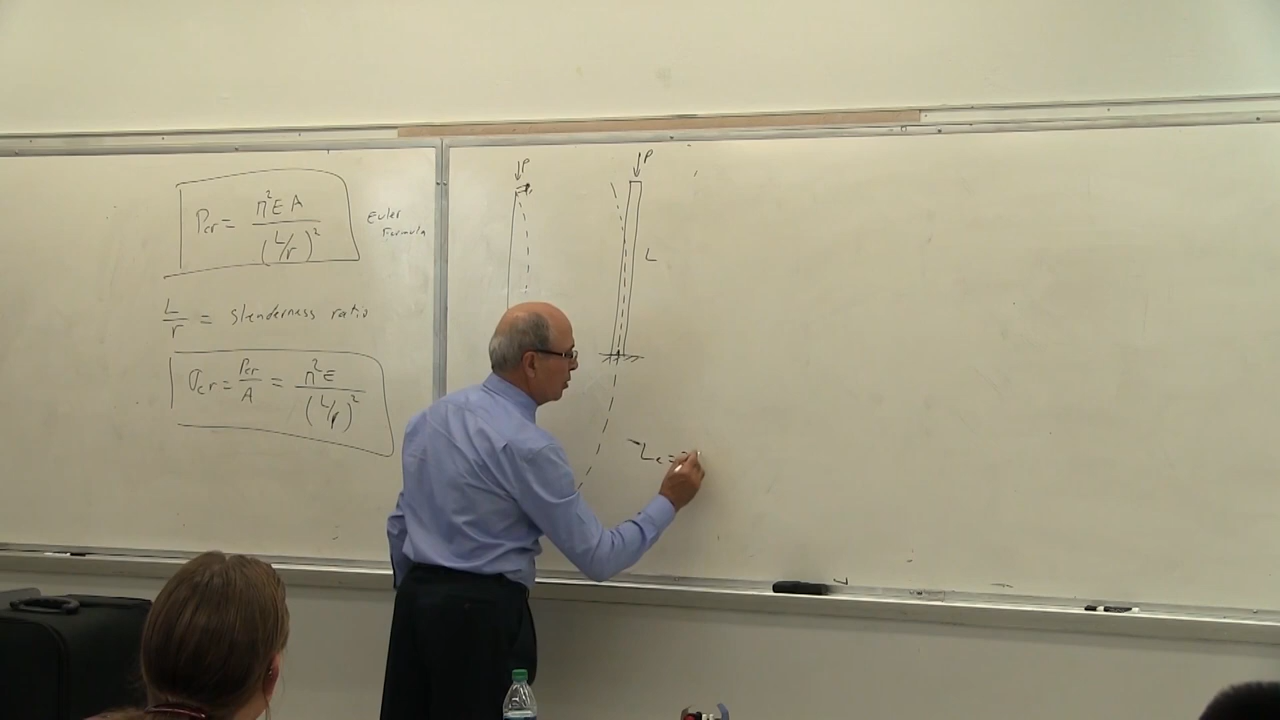 Pcr = π²EA / (L/r)²
Euler
Formula
L/r = slenderness ratio
σcr = Pcr/A = π²E / (L/r)²
P
P
L
Le =